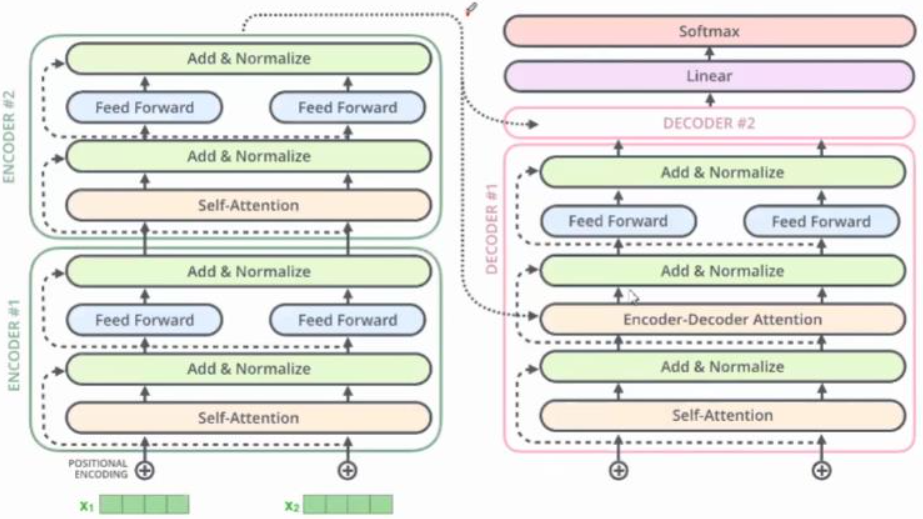 ENCODER #2
Add & Normalize
Feed Forward
Feed Forward
Add & Normalize
Self-Attention
ENCODER #1
Add & Normalize
Feed Forward
Feed Forward
Add & Normalize
Self-Attention
POSITIONAL
ENCODING
x₁
x₂
Softmax
Linear
DECODER #2
DECODER #1
Add & Normalize
Feed Forward
Feed Forward
Add & Normalize
Encoder-Decoder Attention
Add & Normalize
Self-Attention